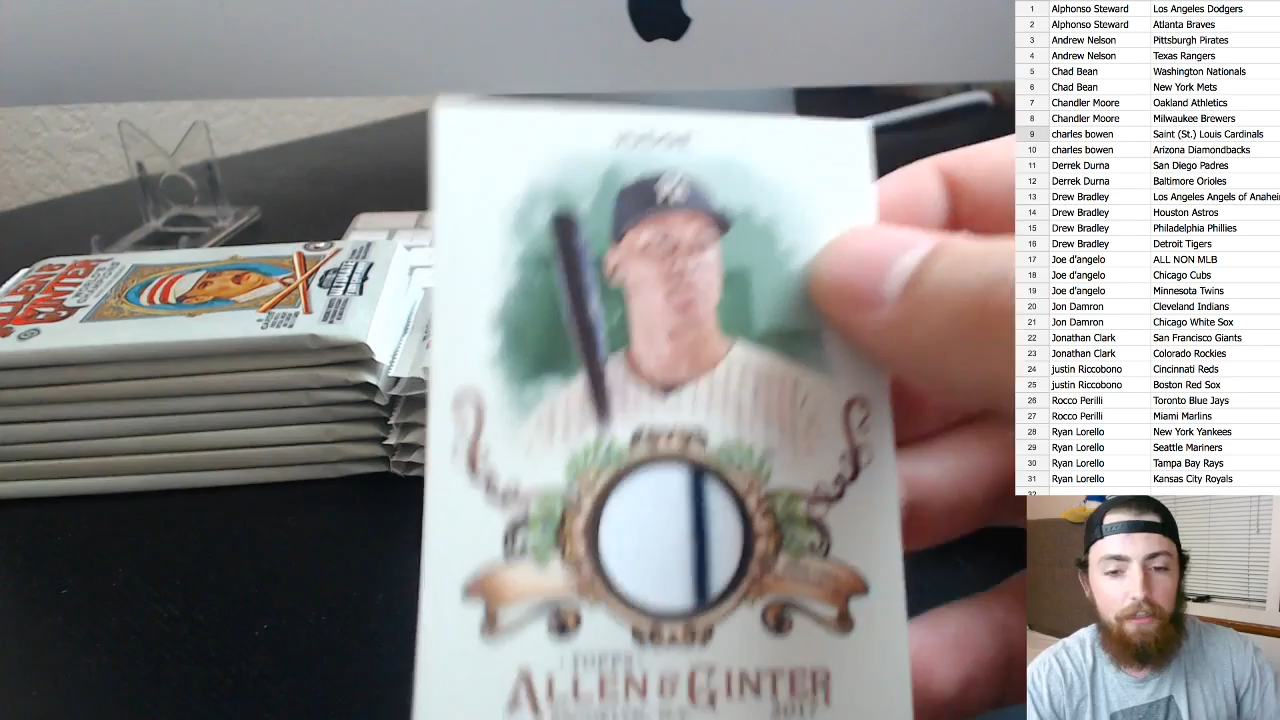 1 Alphonso Steward Los Angeles Dodgers
2 Alphonso Steward Atlanta Braves
3 Andrew Nelson Pittsburgh Pirates
4 Andrew Nelson Texas Rangers
5 Chad Bean Washington Nationals
6 Chad Bean New York Mets
7 Chandler Moore Oakland Athletics
8 Chandler Moore Milwaukee Brewers
9 charles bowen Saint (St.) Louis Cardinals
10 charles bowen Arizona Diamondbacks
11 Derrek Durna San Diego Padres
12 Derrek Durna Baltimore Orioles
13 Drew Bradley Los Angeles Angels of Anahei
14 Drew Bradley Houston Astros
15 Drew Bradley Philadelphia Phillies
16 Drew Bradley Detroit Tigers
17 Joe d'angelo ALL NON MLB
18 Joe d'angelo Chicago Cubs
19 Joe d'angelo Minnesota Twins
20 Jon Damron Cleveland Indians
21 Jon Damron Chicago White Sox
22 Jonathan Clark San Francisco Giants
23 Jonathan Clark Colorado Rockies
24 justin Riccobono Cincinnati Reds
25 justin Riccobono Boston Red Sox
26 Rocco Perilli Toronto Blue Jays
27 Rocco Perilli Miami Marlins
28 Ryan Lorello New York Yankees
29 Ryan Lorello Seattle Mariners
30 Ryan Lorello Tampa Bay Rays
31 Ryan Lorello Kansas City Royals
ALLEN & GINTER
TOPPS
ALLEN & GINTER
2017